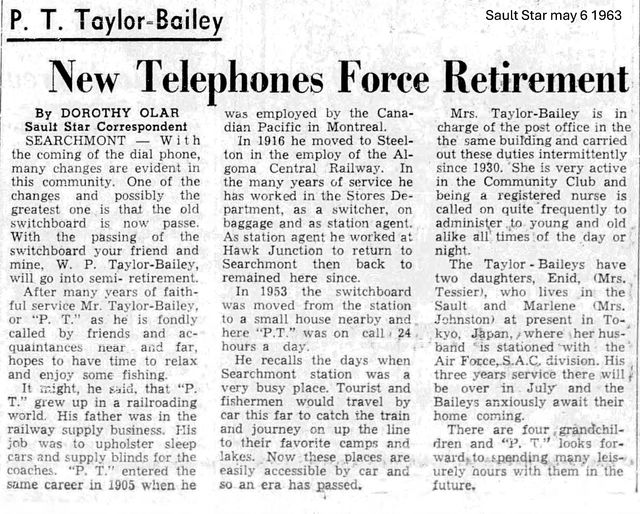 P. T. Taylor-Bailey
Sault Star may 6 1963
New Telephones Force Retirement
By DOROTHY OLAR
Sault Star Correspondent
SEARCHMONT — With
the coming of the dial phone,
many changes are evident in
this community. One of the
changes and possibly the
greatest one is that the old
switchboard is now passe.
With the passing of the
switchboard your friend and
mine, W. P. Taylor-Bailey,
will go into semi-retirement.
After many years of faith-
ful service Mr. Taylor-Bailey,
or "P. T." as he is fondly
called by friends and ac-
quaintances near and far,
hopes to have time to relax
and enjoy some fishing.
It might, he said, that "P.
T." grew up in a railroading
world. His father was in the
railway supply business. His
job was to upholster sleep
cars and supply blinds for the
coaches. "P. T." entered the
same career in 1905 when he
was employed by the Cana-
dian Pacific in Montreal.
In 1916 he moved to Steel-
ton in the employ of the Al-
goma Central Railway. In
the many years of service he
has worked in the Stores De-
partment, as a switcher, on
baggage and as station agent.
As station agent he worked at
Hawk Junction to return to
Searchmont then back to
remained here since.
In 1953 the switchboard
was moved from the station
to a small house nearby and
here "P.T." was on call 24
hours a day.
He recalls the days when
Searchmont station was a
very busy place. Tourist and
fishermen would travel by
car this far to catch the train
and journey on up the line
to their favorite camps and
lakes. Now these places are
easily accessible by car and
so an era has passed.
Mrs. Taylor-Bailey is in
charge of the post office in the
the same building and carried
out these duties intermittently
since 1930. She is very active
in the Community Club and
being a registered nurse is
called on quite frequently to
administer to young and old
alike all times of the day or
night.
The Taylor - Baileys have
two daughters, Enid, (Mrs.
Tessier), who lives in the
Sault and Marlene (Mrs.
Johnston) at present in To-
kyo, Japan, where her hus-
band is stationed with the
Air Force, S.A.C. division. His
three years service there will
be over in July and the
Baileys anxiously await their
home coming.
There are four grandchil-
dren and "P. T." looks for-
ward to spending many leis-
urely hours with them in the
future.